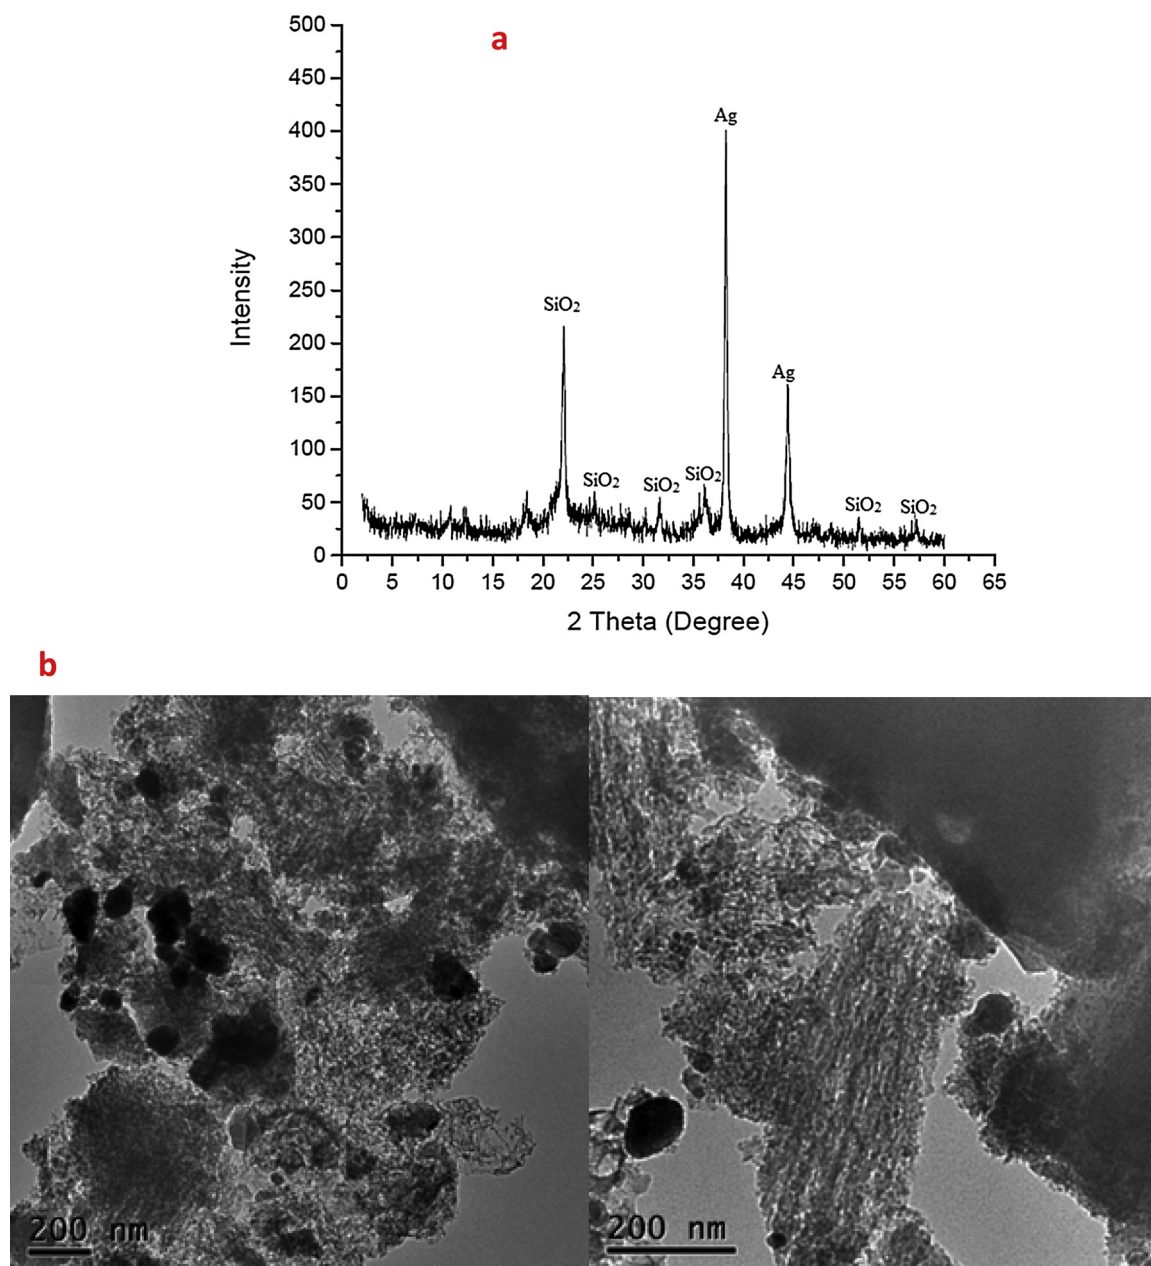 a
500
450
400
350
300
250
200
150
100
50
0
Intensity
SiO₂
SiO₂
SiO₂
SiO₂
Ag
Ag
SiO₂
SiO₂
0 5 10 15 20 25 30 35 40 45 50 55 60 65
2 Theta (Degree)
b
200 nm
200 nm